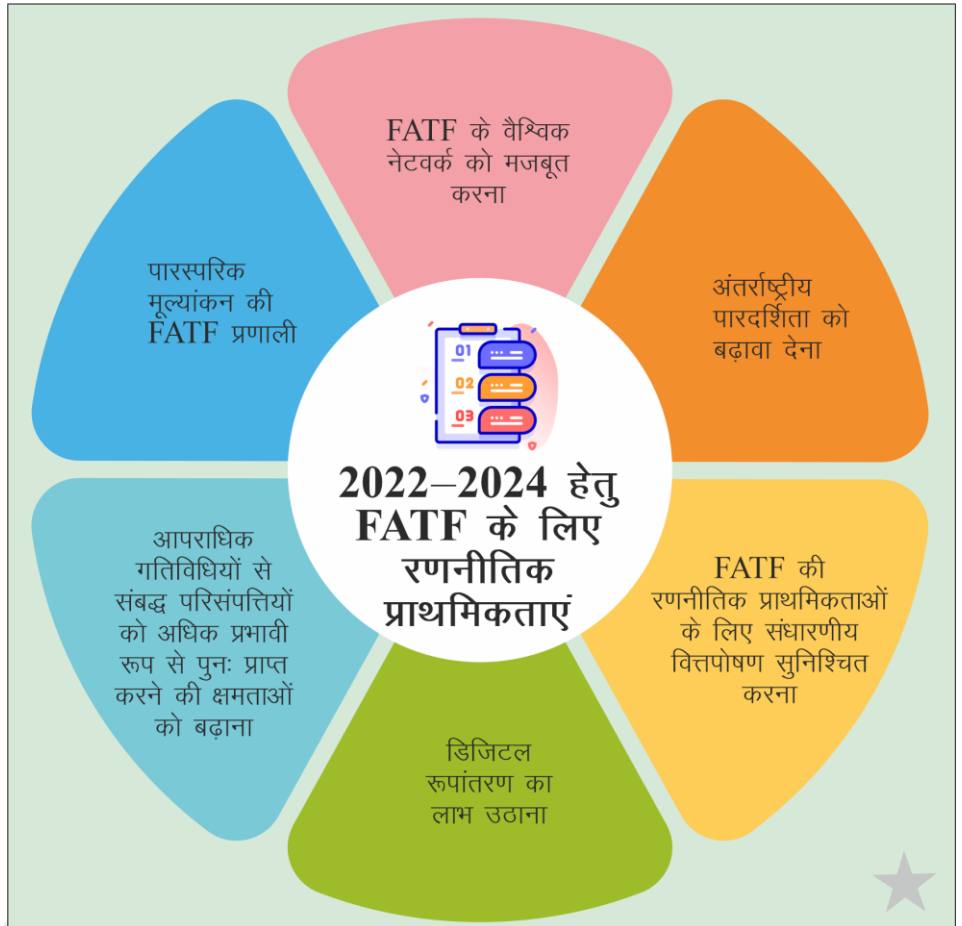 FATF के वैश्विक
नेटवर्क को मजबूत
करना
अंतर्राष्ट्रीय
पारदर्शिता को
बढ़ावा देना
FATF की
रणनीतिक प्राथमिकताओं
के लिए संधारणीय
वित्तपोषण सुनिश्चित
करना
डिजिटल
रूपांतरण का
लाभ उठाना
आपराधिक
गतिविधियों से
संबद्ध परिसंपत्तियों
को अधिक प्रभावी
रूप से पुनः प्राप्त
करने की क्षमताओं
को बढ़ाना
पारस्परिक
मूल्यांकन की
FATF प्रणाली
01
02
03
2022–2024 हेतु
FATF के लिए
रणनीतिक
प्राथमिकताएं